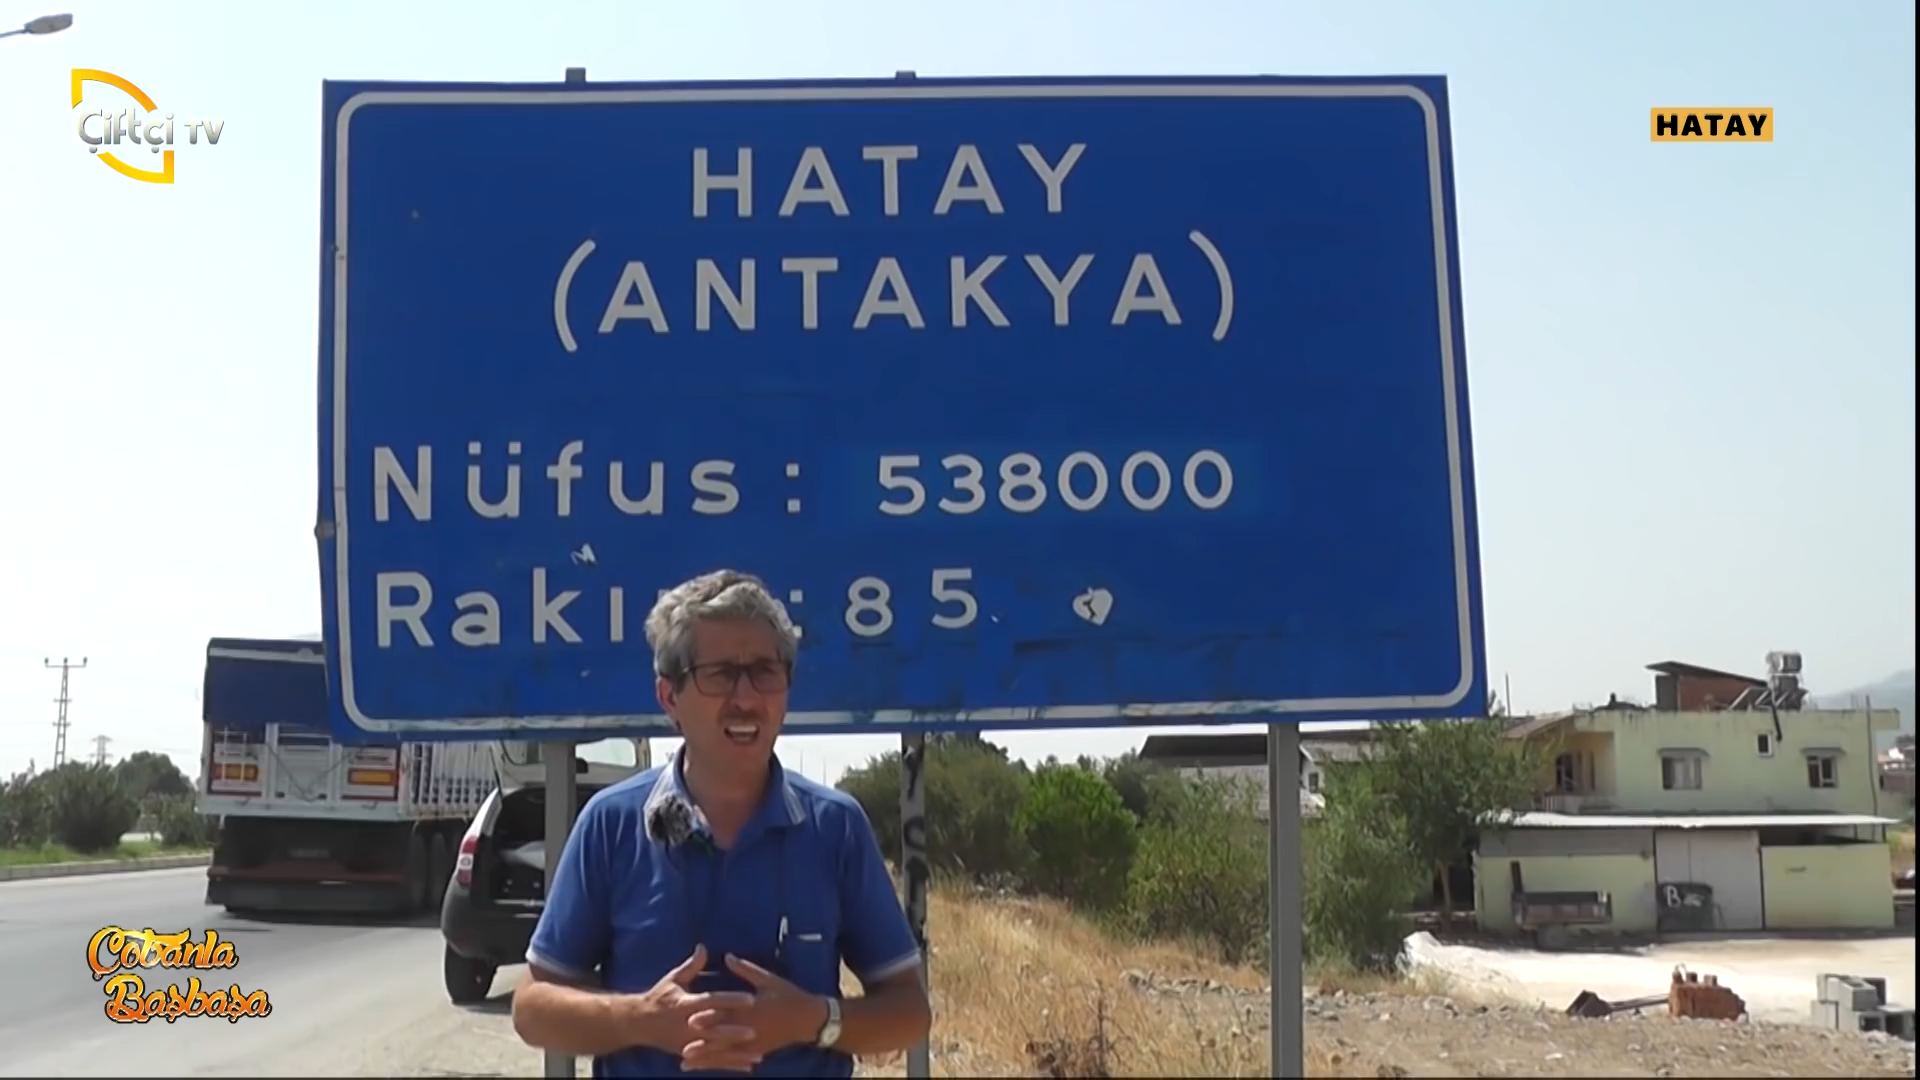 Çiftçi TV
HATAY
HATAY
(ANTAKYA)
Nüfus : 538000
: 85
Çobanla
Başbaşa